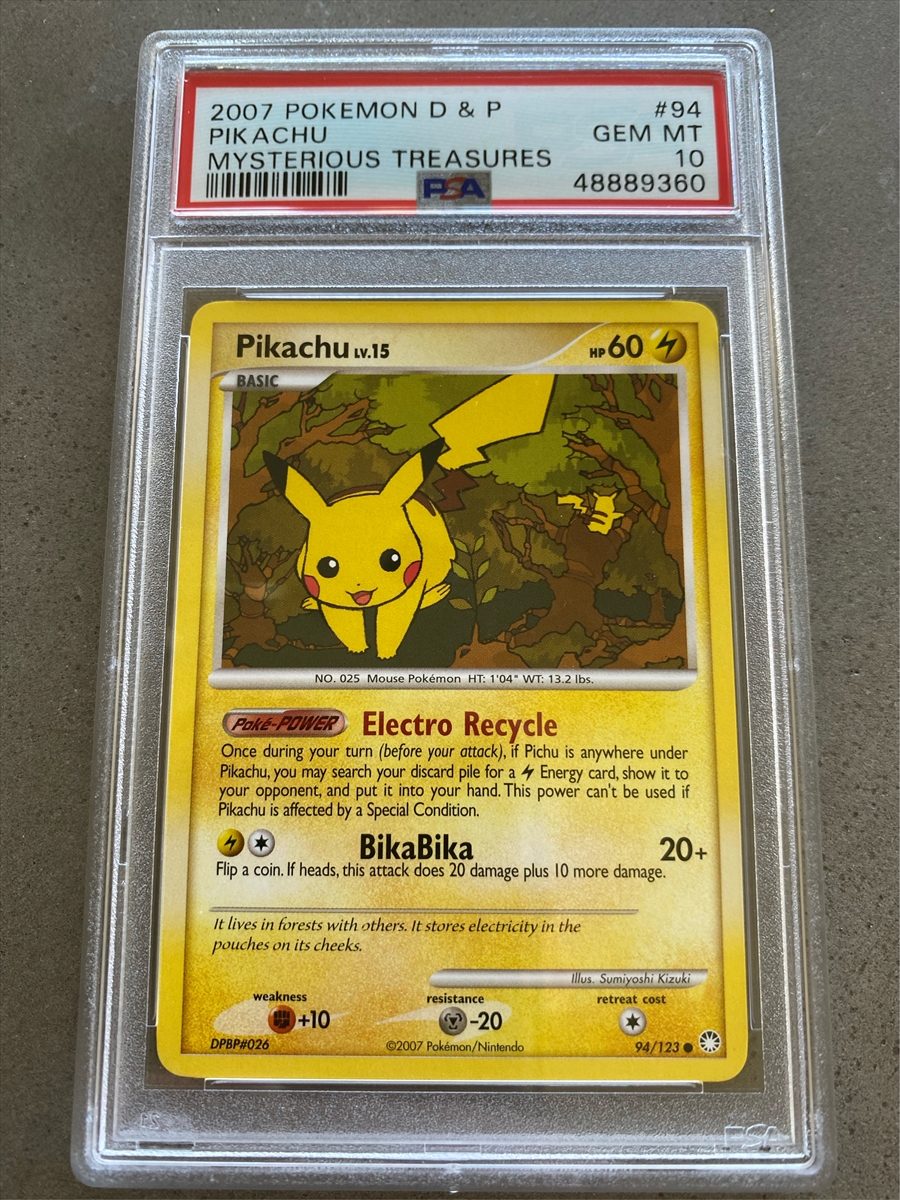 2007 POKEMON D & P #94
PIKACHU GEM MT
MYSTERIOUS TREASURES 10
PSA 48889360
Pikachu LV.15 HP 60
BASIC
NO. 025 Mouse Pokémon HT: 1'04" WT: 13.2 lbs.
Poké-POWER Electro Recycle
Once during your turn (before your attack), if Pichu is anywhere under
Pikachu, you may search your discard pile for a Energy card, show it to
your opponent, and put it into your hand. This power can't be used if
Pikachu is affected by a Special Condition.
BikaBika 20+
Flip a coin. If heads, this attack does 20 damage plus 10 more damage.
It lives in forests with others. It stores electricity in the
pouches on its cheeks.
Illus. Sumiyoshi Kizuki
weakness resistance retreat cost
+10 -20
DPBP#026 ©2007 Pokémon/Nintendo 94/123
PSA